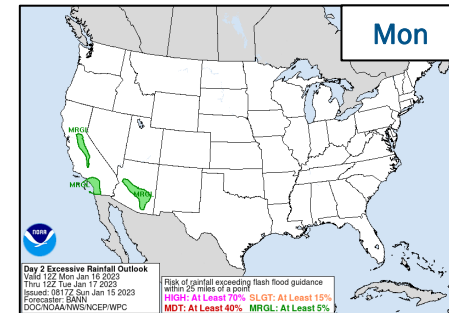 Mon
MRGL
MRGL
MRGL
NOAA
Day 2 Excessive Rainfall Outlook
Valid 12Z Mon Jan 16 2023
Thru 12Z Tue Jan 17 2023
Issued: 0817Z Sun Jan 15 2023
Forecaster: BANN
DOC/NOAA/NWS/NCEP/WPC
Risk of rainfall exceeding flash flood guidance
within 25 miles of a point
HIGH: At Least 70% SLGT: At Least 15%
MDT: At Least 40% MRGL: At Least 5%